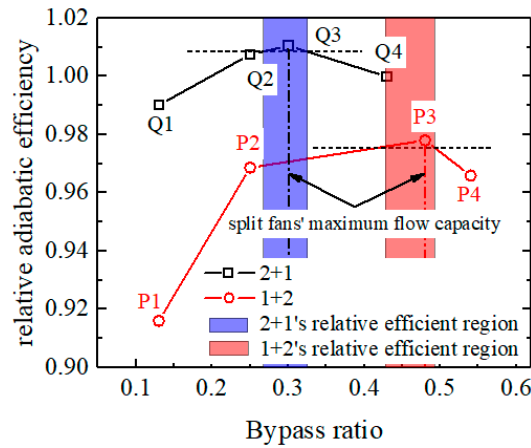 relative adiabatic efficiency
1.02
1.00
0.98
0.96
0.94
0.92
0.90
Q1
Q2
Q3
Q4
P1
P2
P3
P4
split fans' maximum flow capacity
2+1
1+2
2+1's relative efficient region
1+2's relative efficient region
0.1
0.2
0.3
0.4
0.5
0.6
Bypass ratio